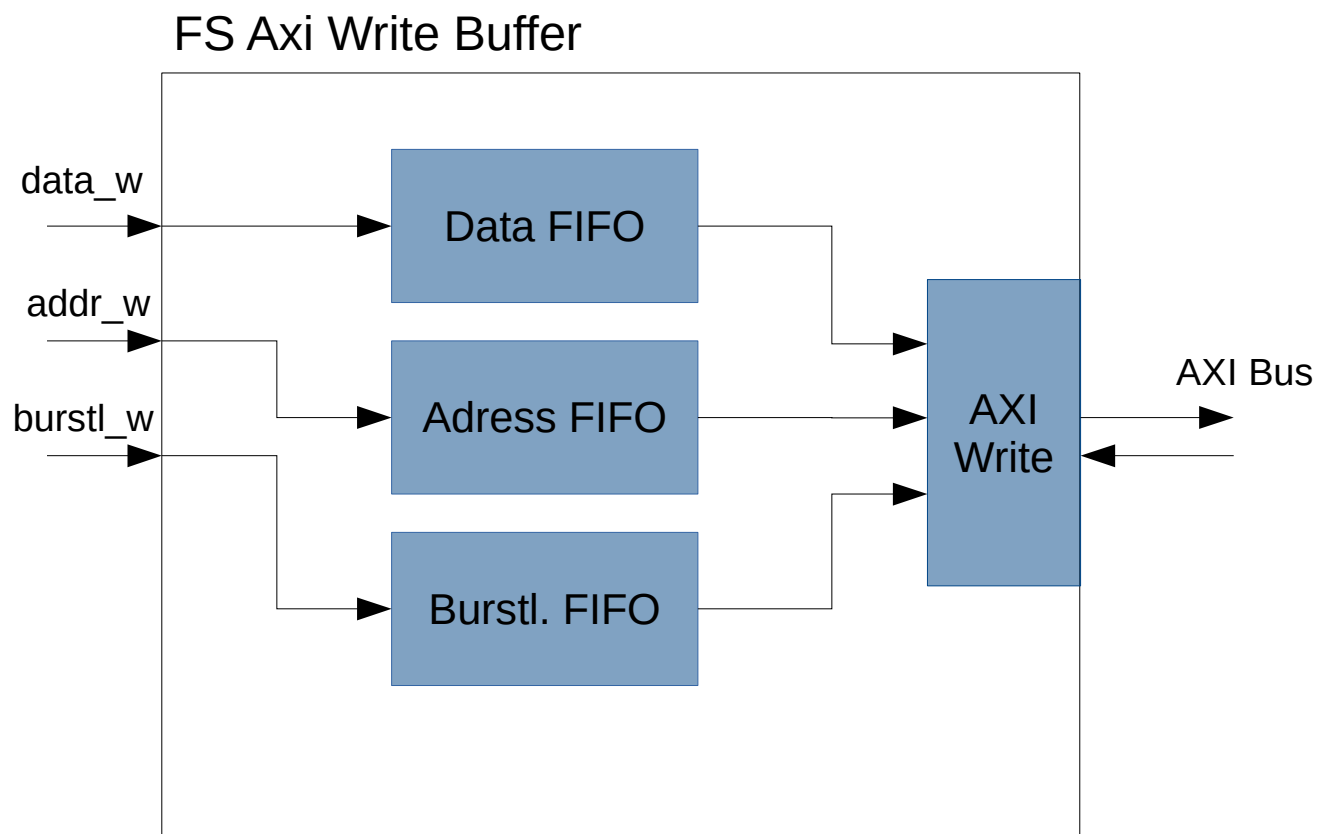 FS Axi Write Buffer
data_w
Data FIFO
addr_w
AXI Bus
burstl_w
Adress FIFO
AXI
Write
Burstl. FIFO